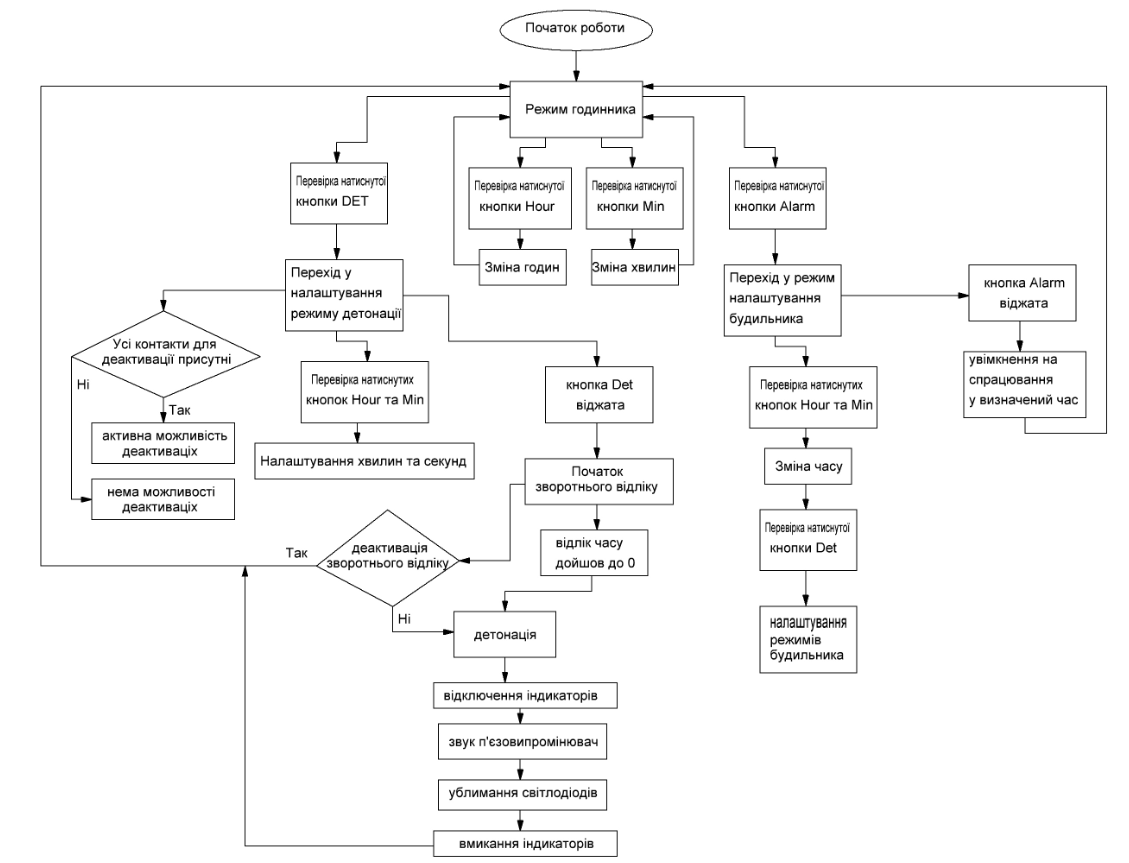 Початок роботи
Режим годинника
Перевірка натиснутої
кнопки DET
Перевірка натиснутої
кнопки Hour
Перевірка натиснутої
кнопки Min
Перевірка натиснутої
кнопки Alarm
Зміна годин
Зміна хвилин
Перехід у
налаштування
режиму детонації
Перехід у режим
налаштування
будильника
кнопка Alarm
віджата
Усі контакти для
деактивації присутні
Ні
Так
активна можливість
деактиваціх
нема можливості
деактиваціх
Перевірка натиснутих
кнопок Hour та Min
Налаштування хвилин та секунд
кнопка Det
віджата
Початок
зворотнього відліку
відлік часу
дойшов до 0
деактивація
зворотнього відліку
Так
Ні
детонація
відключення індикаторів
звук п'єзовипромінювач
ублимання світлодіодів
вмикання індикаторів
Перевірка натиснутих
кнопок Hour та Min
Зміна часу
Перевірка натиснутої
кнопки Det
налаштування
режимів
будильника
увімкнення на
спрацювання
у визначений час